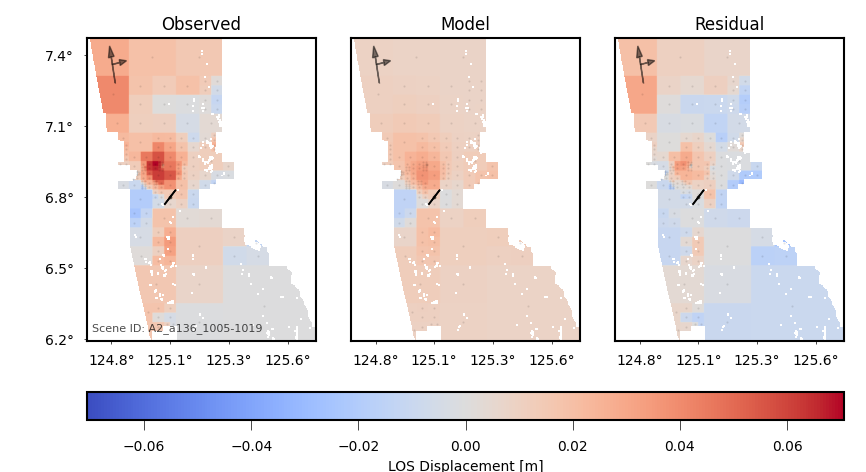 Observed Model Residual
7.4°
7.1°
6.8°
6.5°
6.2°
Scene ID: A2_a136_1005-1019
124.8° 125.1° 125.3° 125.6° 124.8° 125.1° 125.3° 125.6° 124.8° 125.1° 125.3° 125.6°
−0.06 −0.04 −0.02 0.00 0.02 0.04 0.06
LOS Displacement [m]